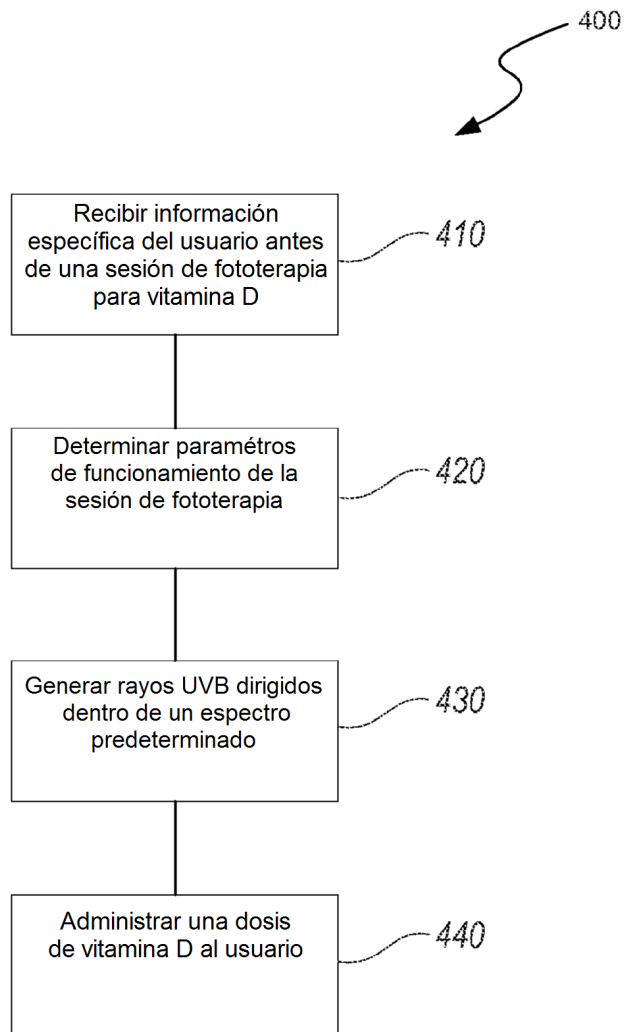 400
Recibir información
específica del usuario antes
de una sesión de fototerapia
para vitamina D
410
Determinar paramétros
de funcionamiento de la
sesión de fototerapia
420
Generar rayos UVB dirigidos
dentro de un espectro
predeterminado
430
Administrar una dosis
de vitamina D al usuario
440